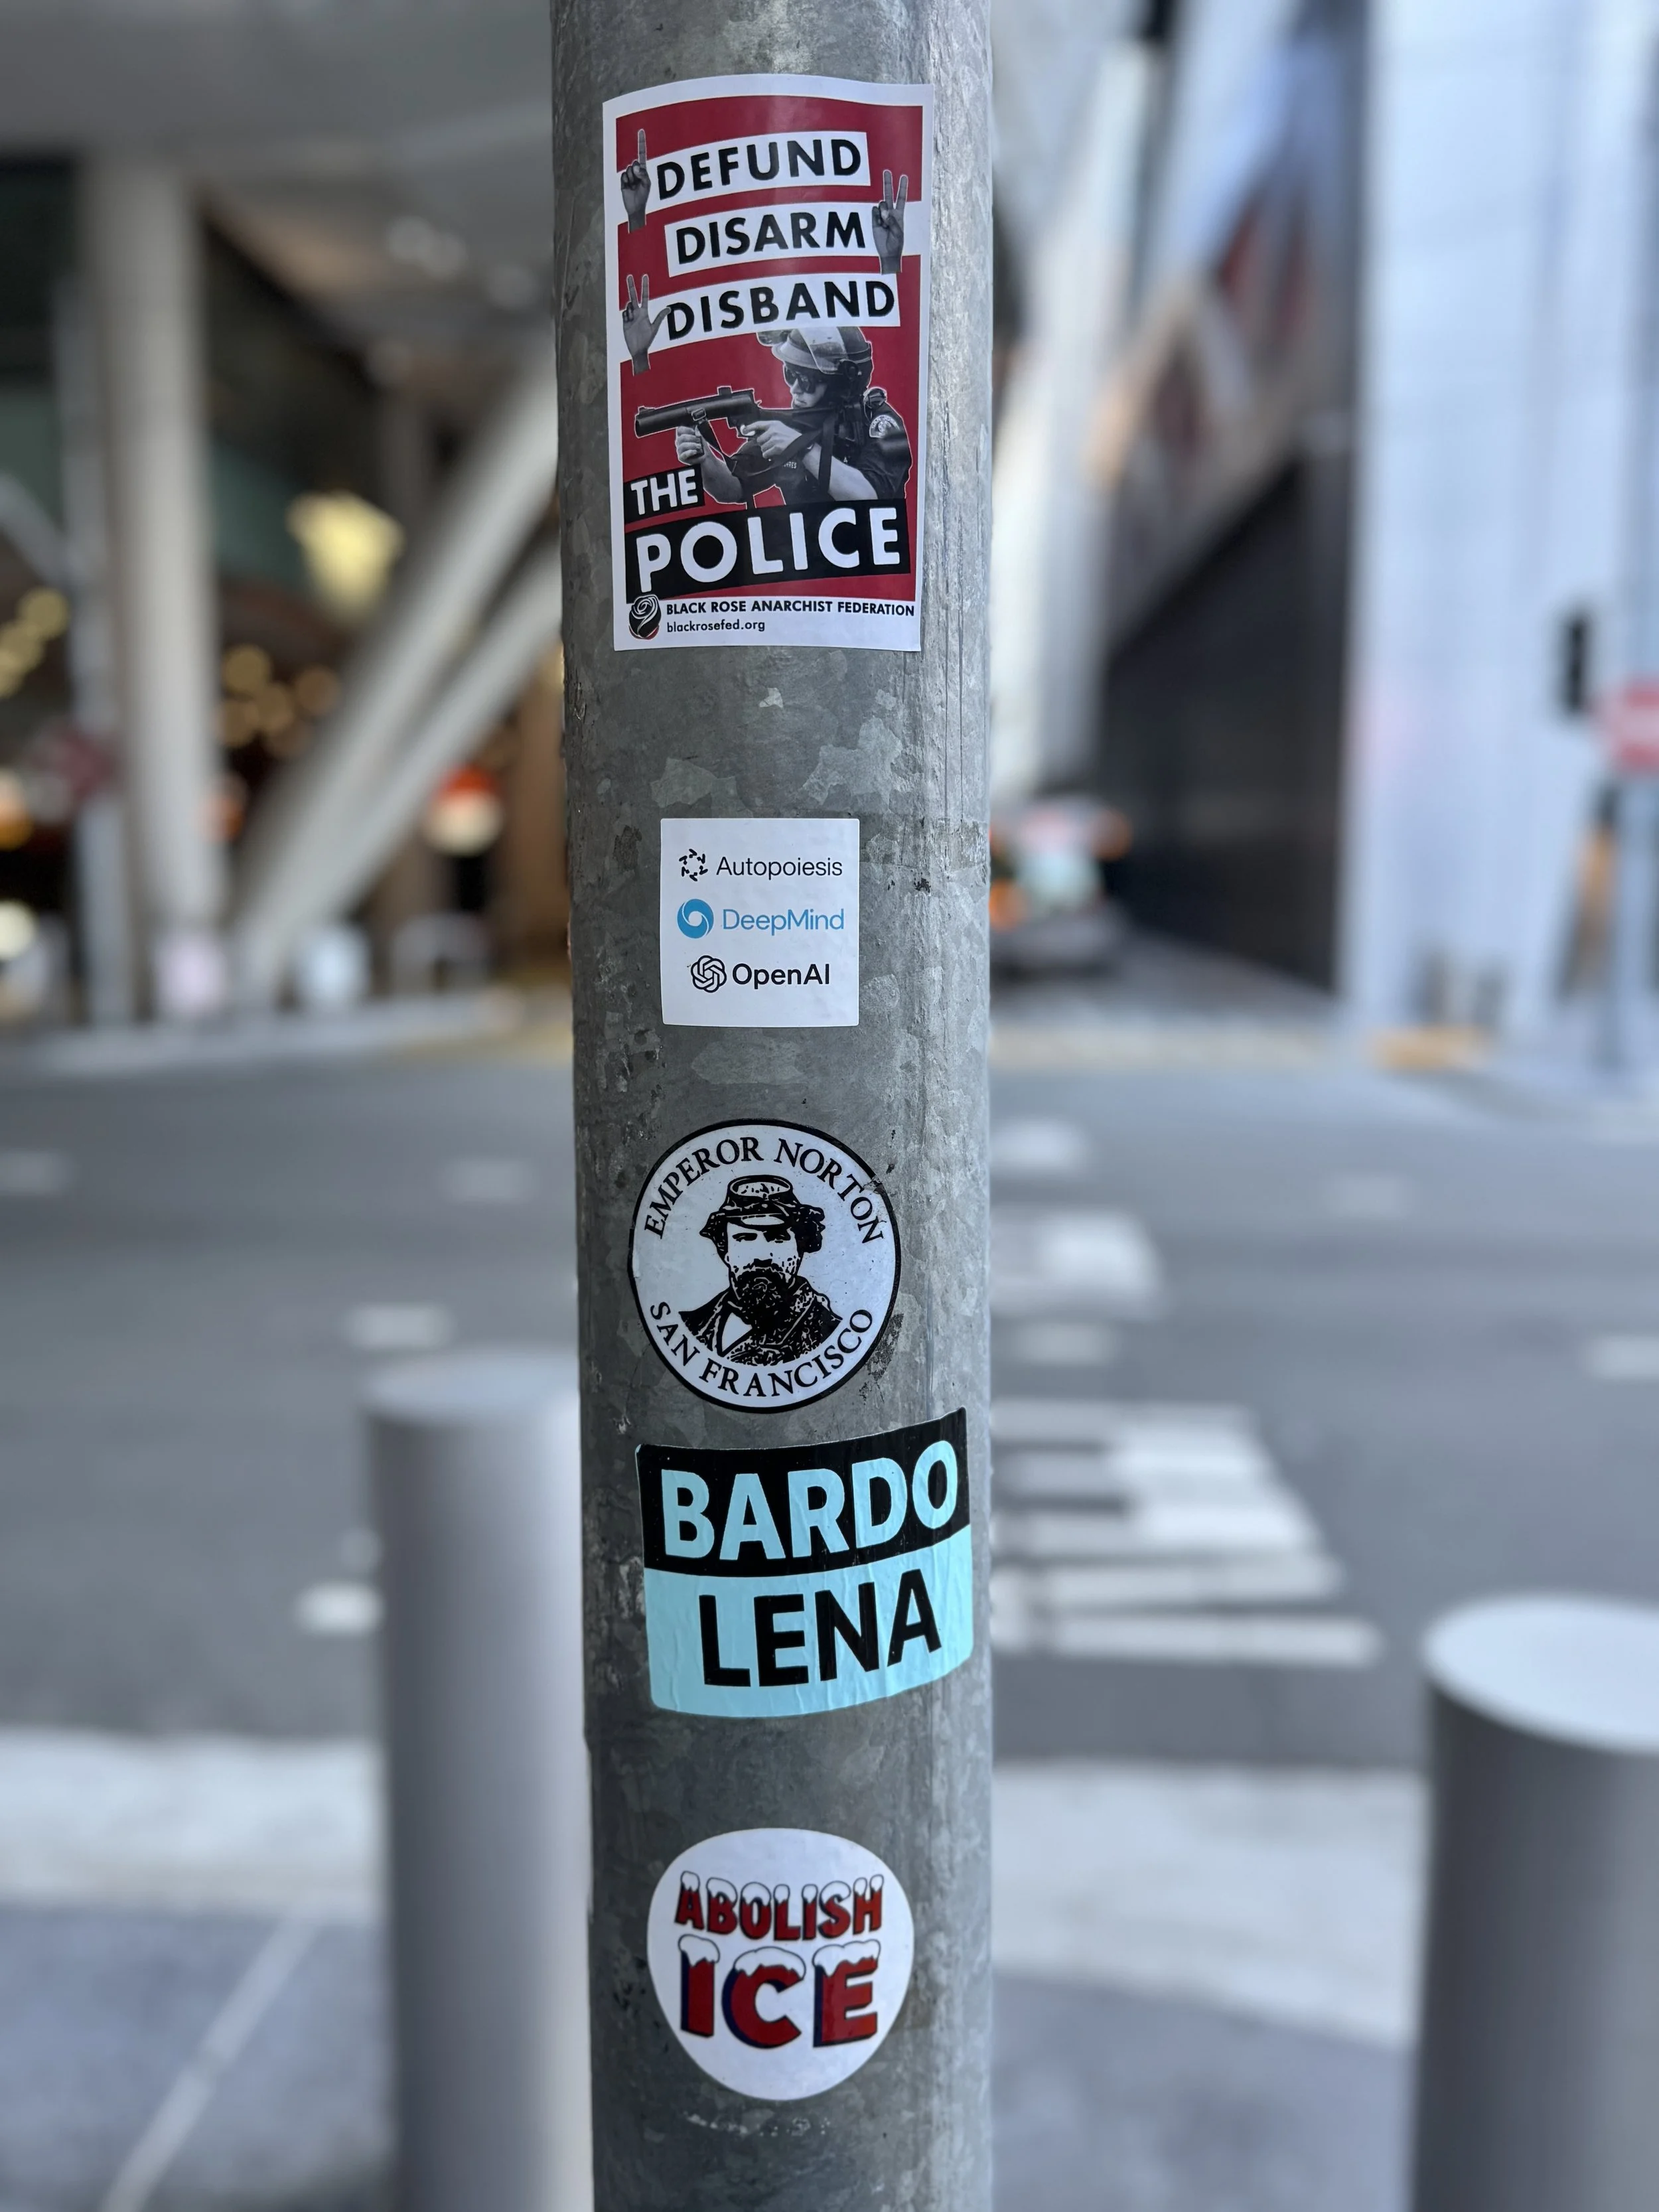 DEFUND
DISARM
DISBAND
THE
POLICE
BLACK ROSE ANARCHIST FEDERATION
blackrosefed.org
Autopoiesis
DeepMind
OpenAI
EMPEROR NORTON
SAN FRANCISCO
BARDO
LENA
ABOLISH
ICE